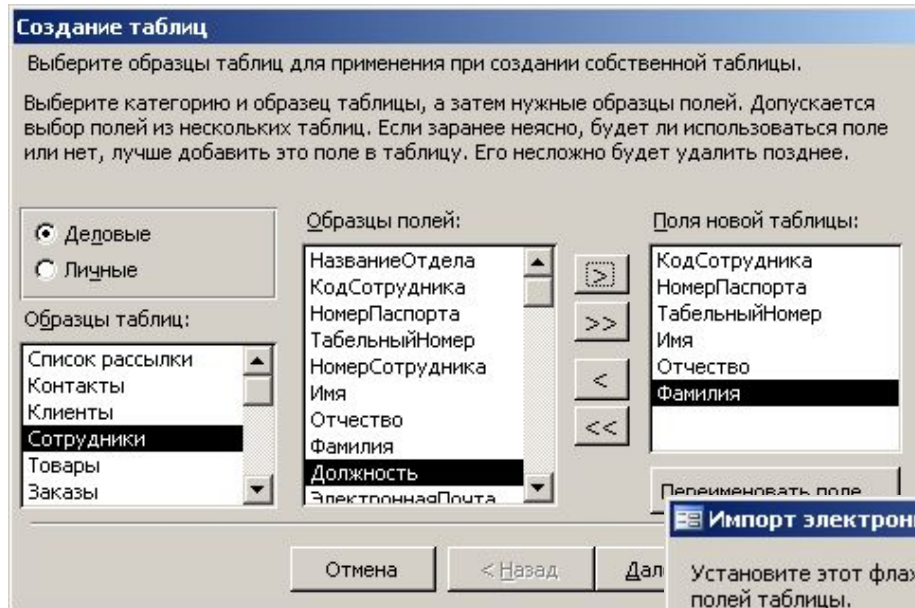 Создание таблиц
Выберите образцы таблиц для применения при создании собственной таблицы.
Выберите категорию и образец таблицы, а затем нужные образцы полей. Допускается
выбор полей из нескольких таблиц. Если заранее неясно, будет ли использоваться поле
или нет, лучше добавить это поле в таблицу. Его несложно будет удалить позднее.
Деловые
Личные
Образцы таблиц:
Список рассылки
Контакты
Клиенты
Сотрудники
Товары
Заказы
Образцы полей:
НазваниеОтдела
КодСотрудника
НомерПаспорта
ТабельныйНомер
НомерСотрудника
Имя
Отчество
Фамилия
Должность
ЭлектроннаяПочта
>
>>
<
<<
Поля новой таблицы:
КодСотрудника
НомерПаспорта
ТабельныйНомер
Имя
Отчество
Фамилия
Переименовать поле...
Отмена
< Назад
Дал
Импорт электрон
Установите этот фла
полей таблицы.